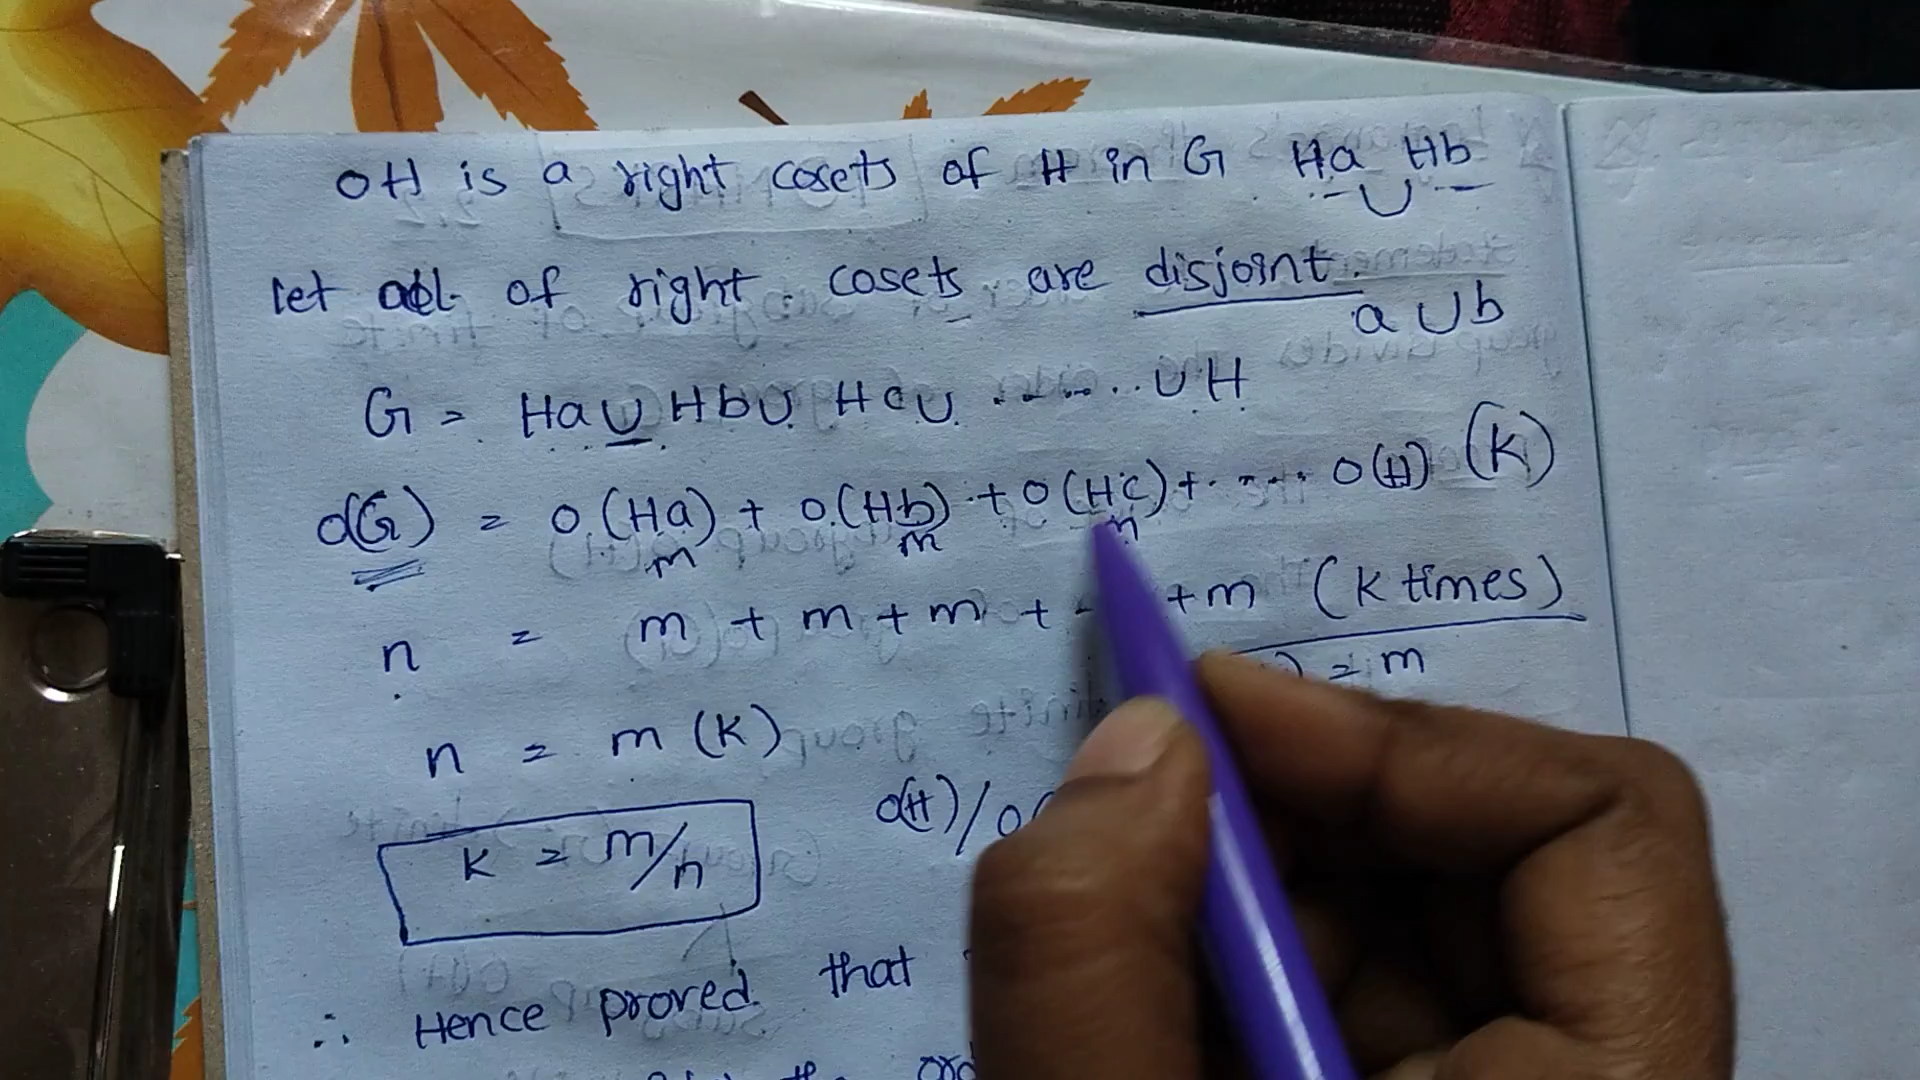 OH is a right cosets of H in G Ha Hb
∪
let all of right cosets are disjoint.
a ∪ b
G = Ha ∪ Hb ∪ Hc ∪ ....... ∪ H
O(G) = O(Ha) + O(Hb) + O(Hc) + ..... O(H) (K)
m m n
n = m + m + m + +m (K times)
) = m
n = m (K)
O(H)/O(
K = m/n
∴ Hence proved that